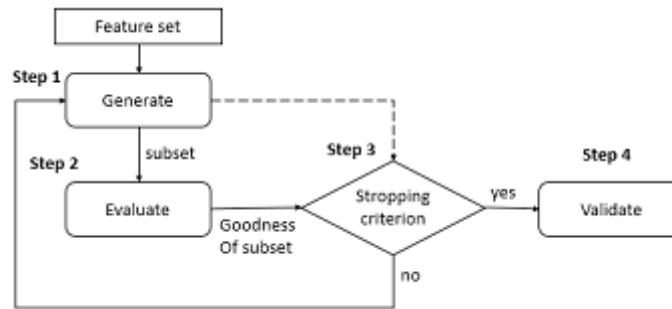 Feature set
Step 1
Generate
subset
Step 2
Evaluate
Goodness
Of subset
Step 3
Stropping
criterion
yes
no
Step 4
Validate